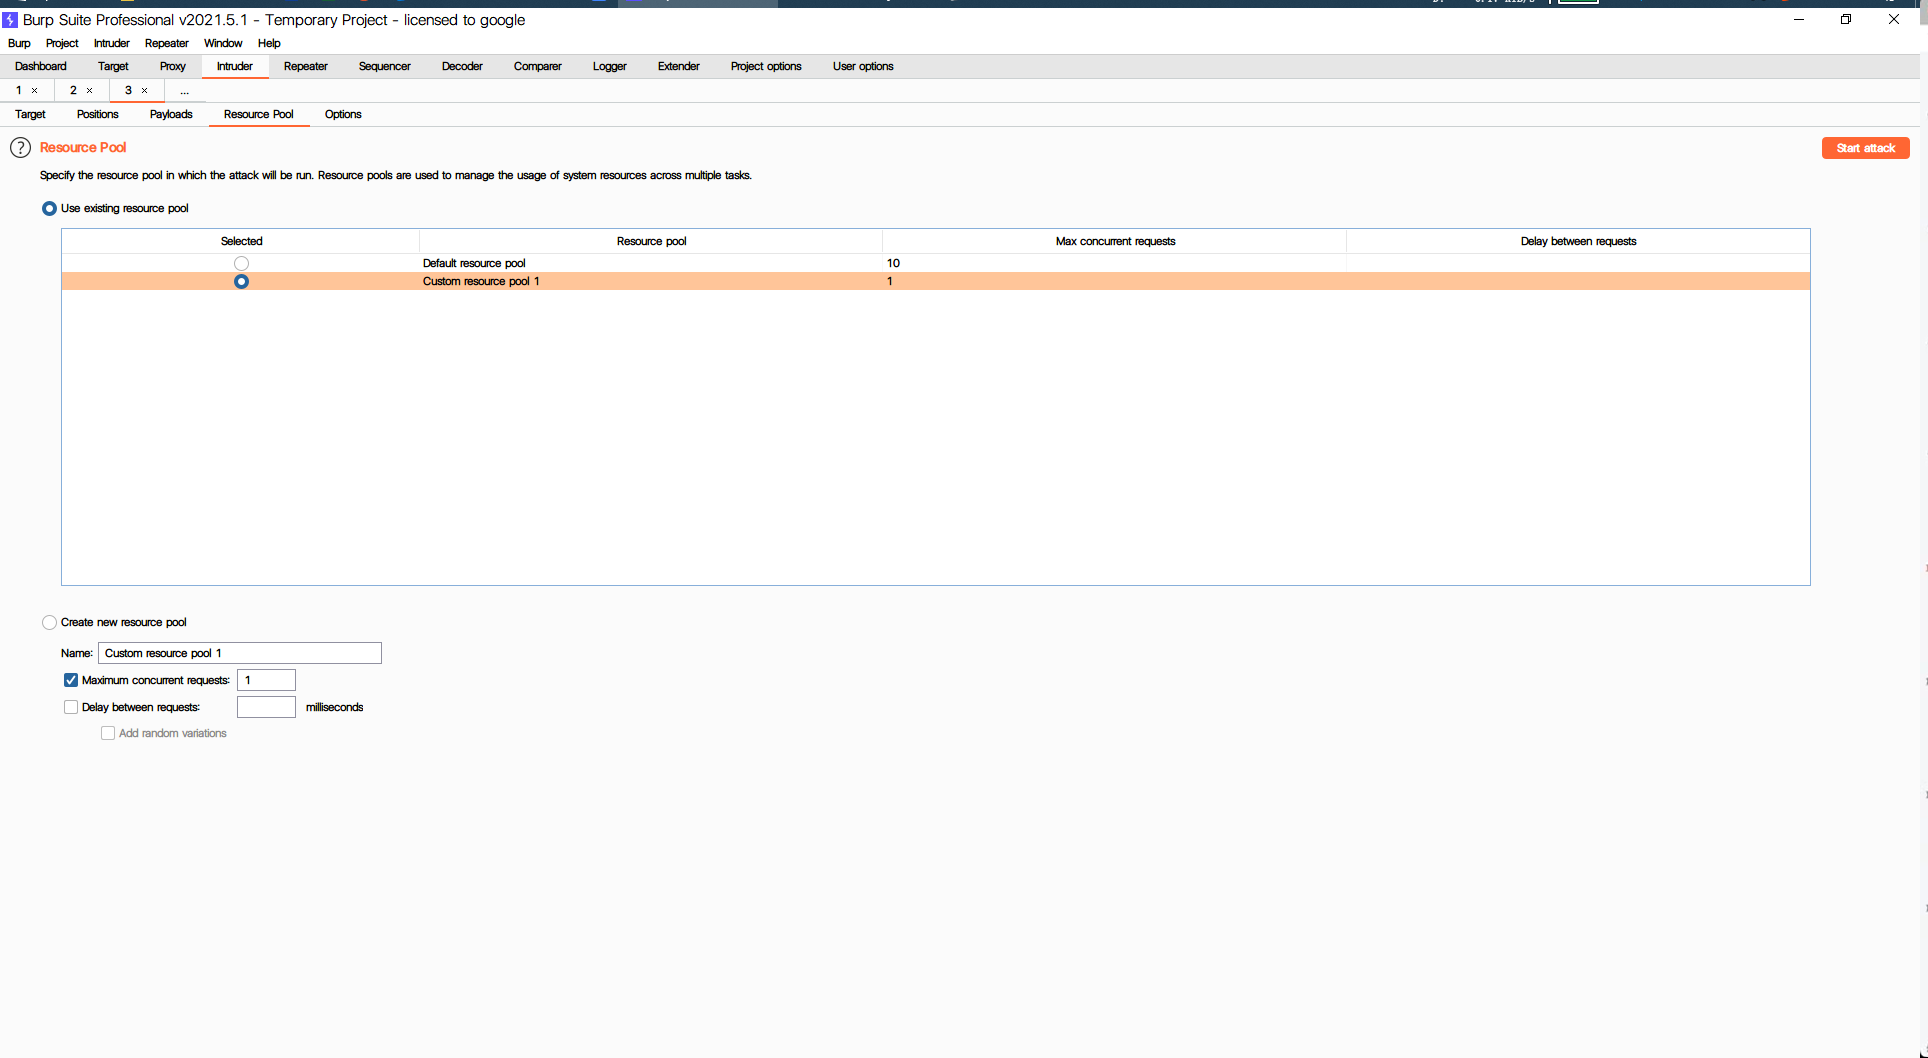 Burp Suite Professional v2021.5.1 - Temporary Project - licensed to google
Burp Project Intruder Repeater Window Help
Dashboard Target Proxy Intruder Repeater Sequencer Decoder Comparer Logger Extender Project options User options
1 × 2 × 3 × ...
Target Positions Payloads Resource Pool Options
? Resource Pool
Start attack
Specify the resource pool in which the attack will be run. Resource pools are used to manage the usage of system resources across multiple tasks.
Use existing resource pool
Selected Resource pool Max concurrent requests Delay between requests
Default resource pool 10
Custom resource pool 1 1
Create new resource pool
Name: Custom resource pool 1
Maximum concurrent requests: 1
Delay between requests: milliseconds
Add random variations